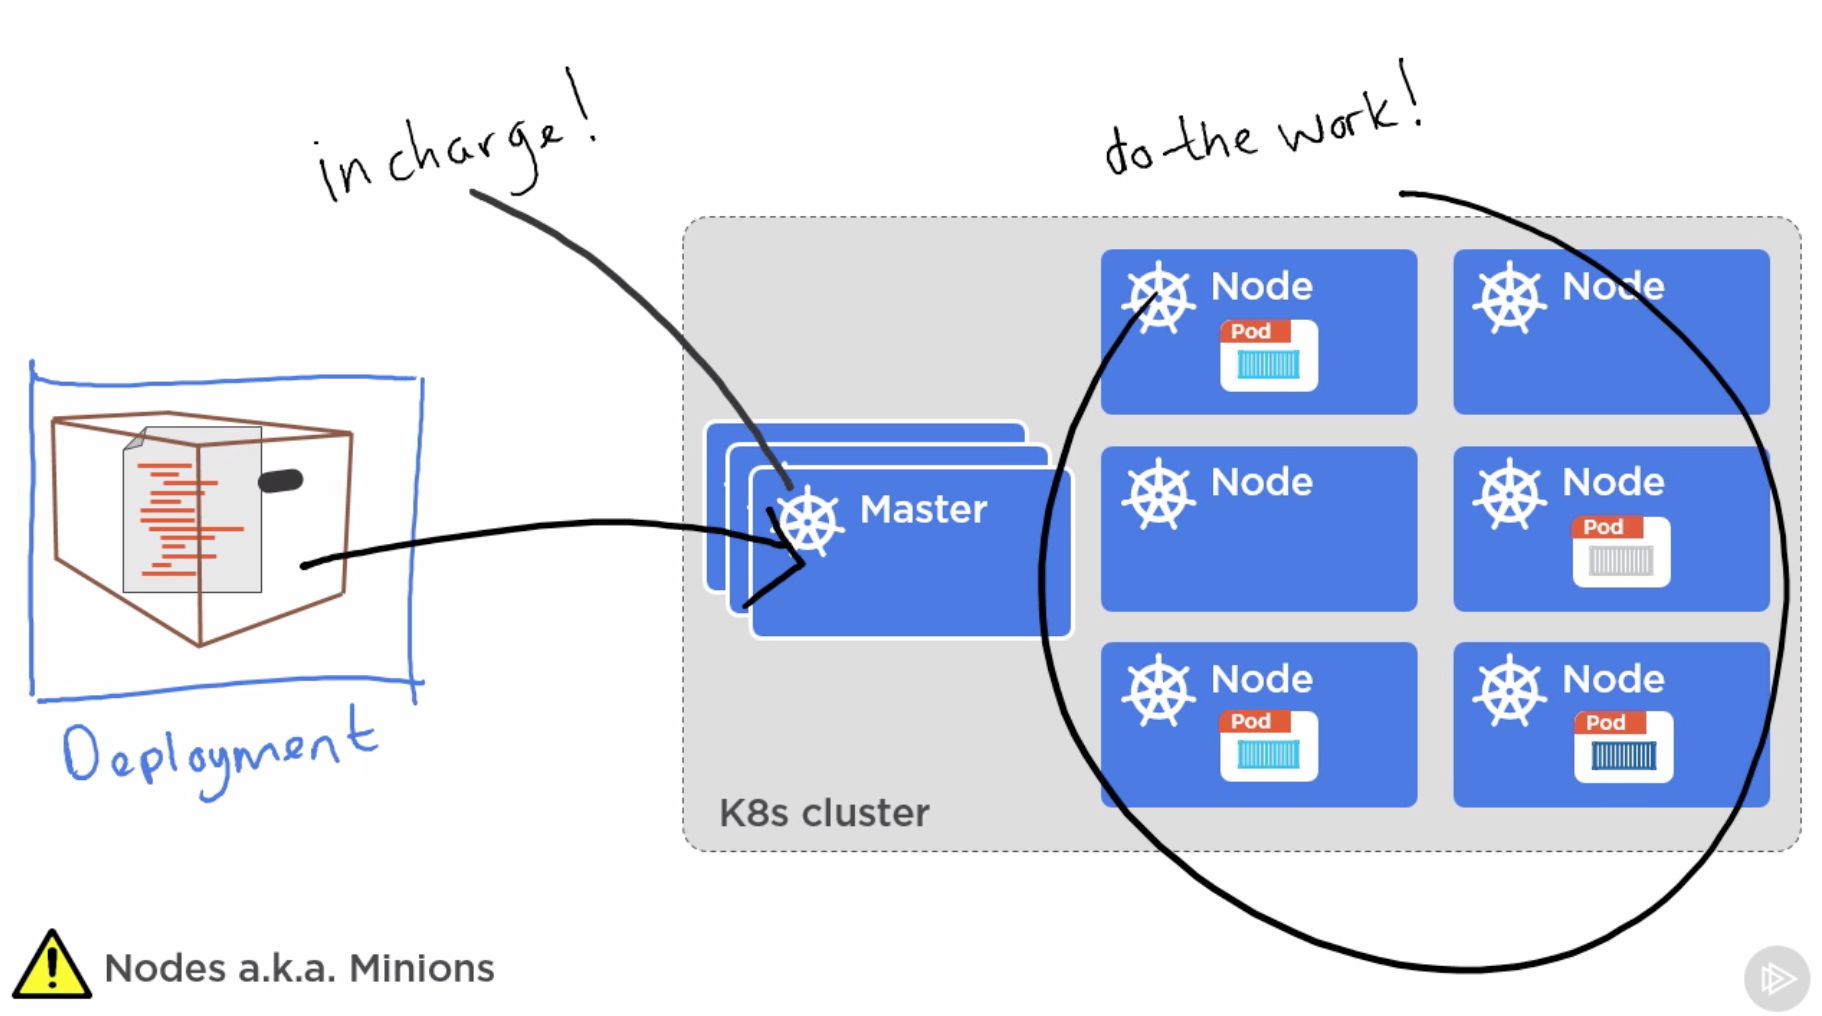 in charge!
do the work!
Node
Pod
Node
Node
Node
Pod
Master
Node
Pod
Node
Pod
Deployment
K8s cluster
Nodes a.k.a. Minions